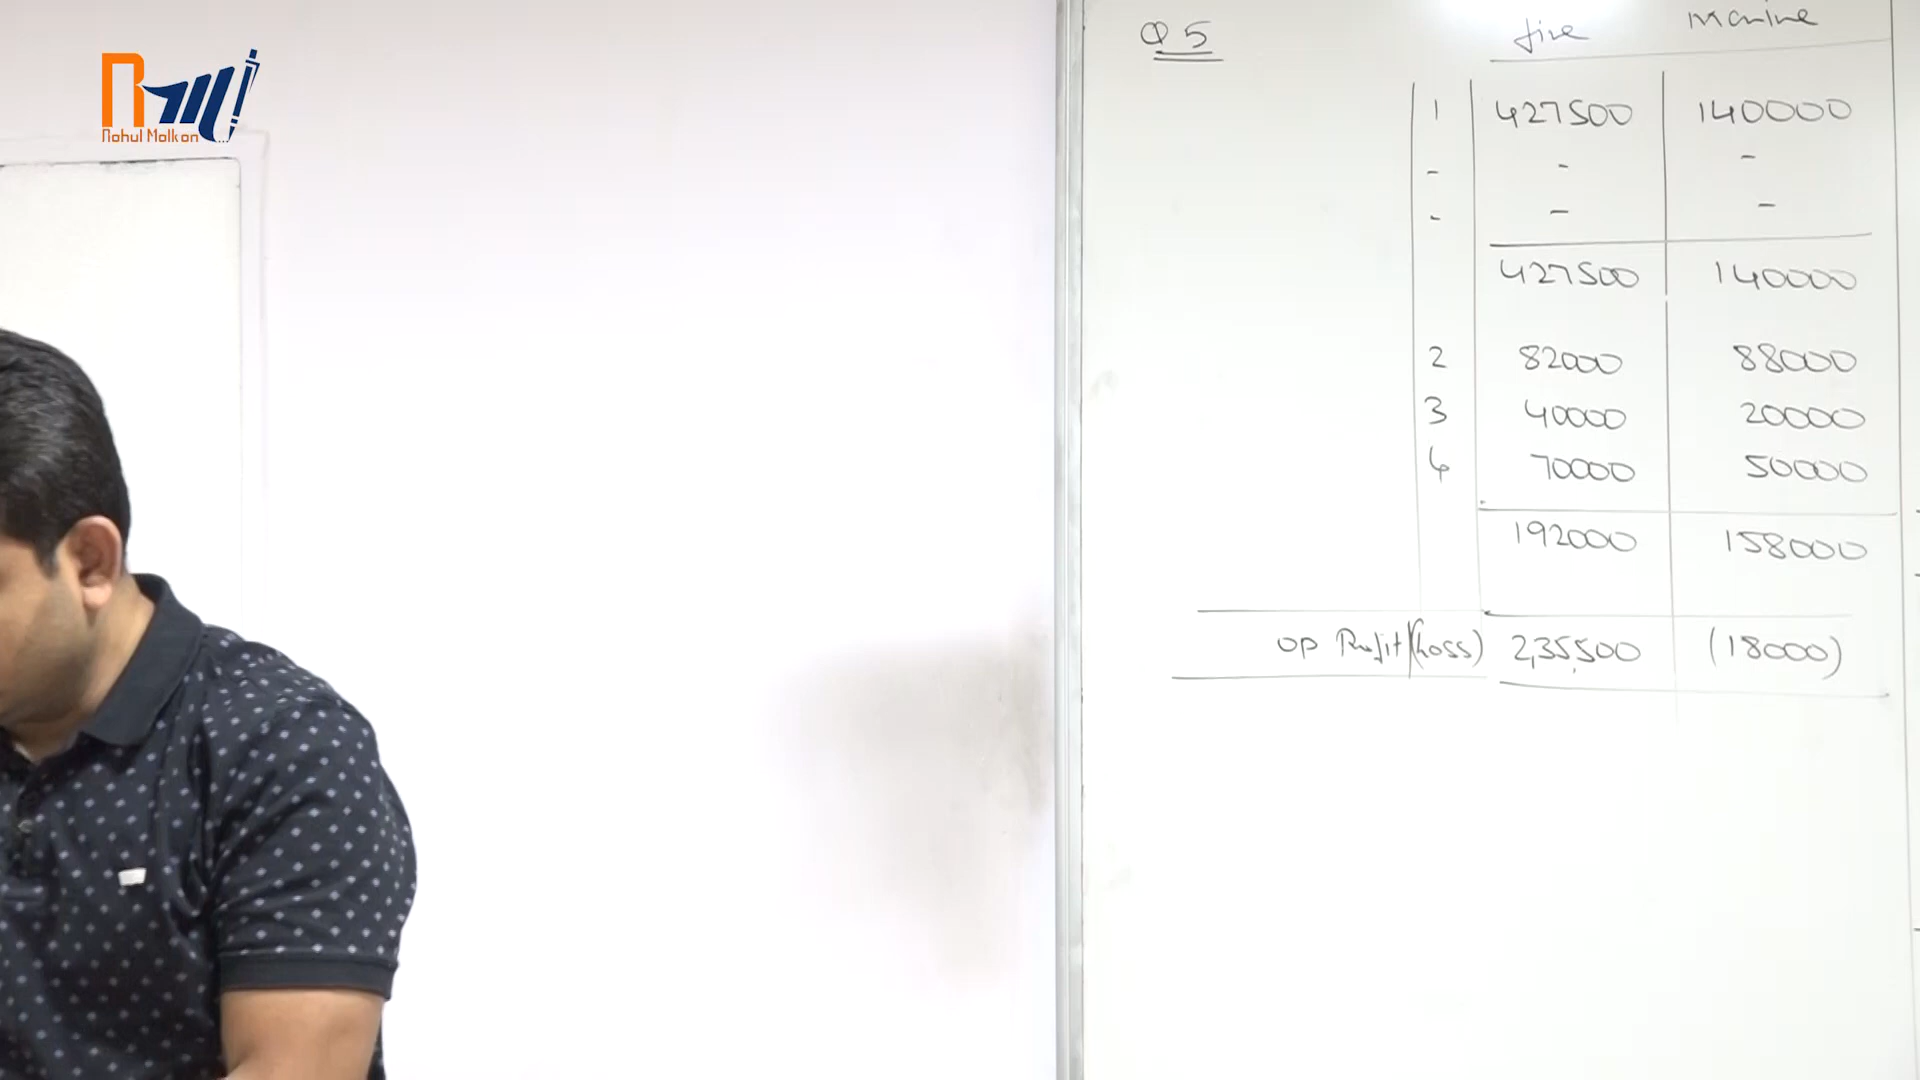 Rahul Malkan
Q 5
Fire Marine
1 427500 140000
- - -
- - -
427500 140000
2 82000 88000
3 40000 20000
4 70000 50000
192000 158000
OP Profit/(Loss) 2,35,500 (18000)